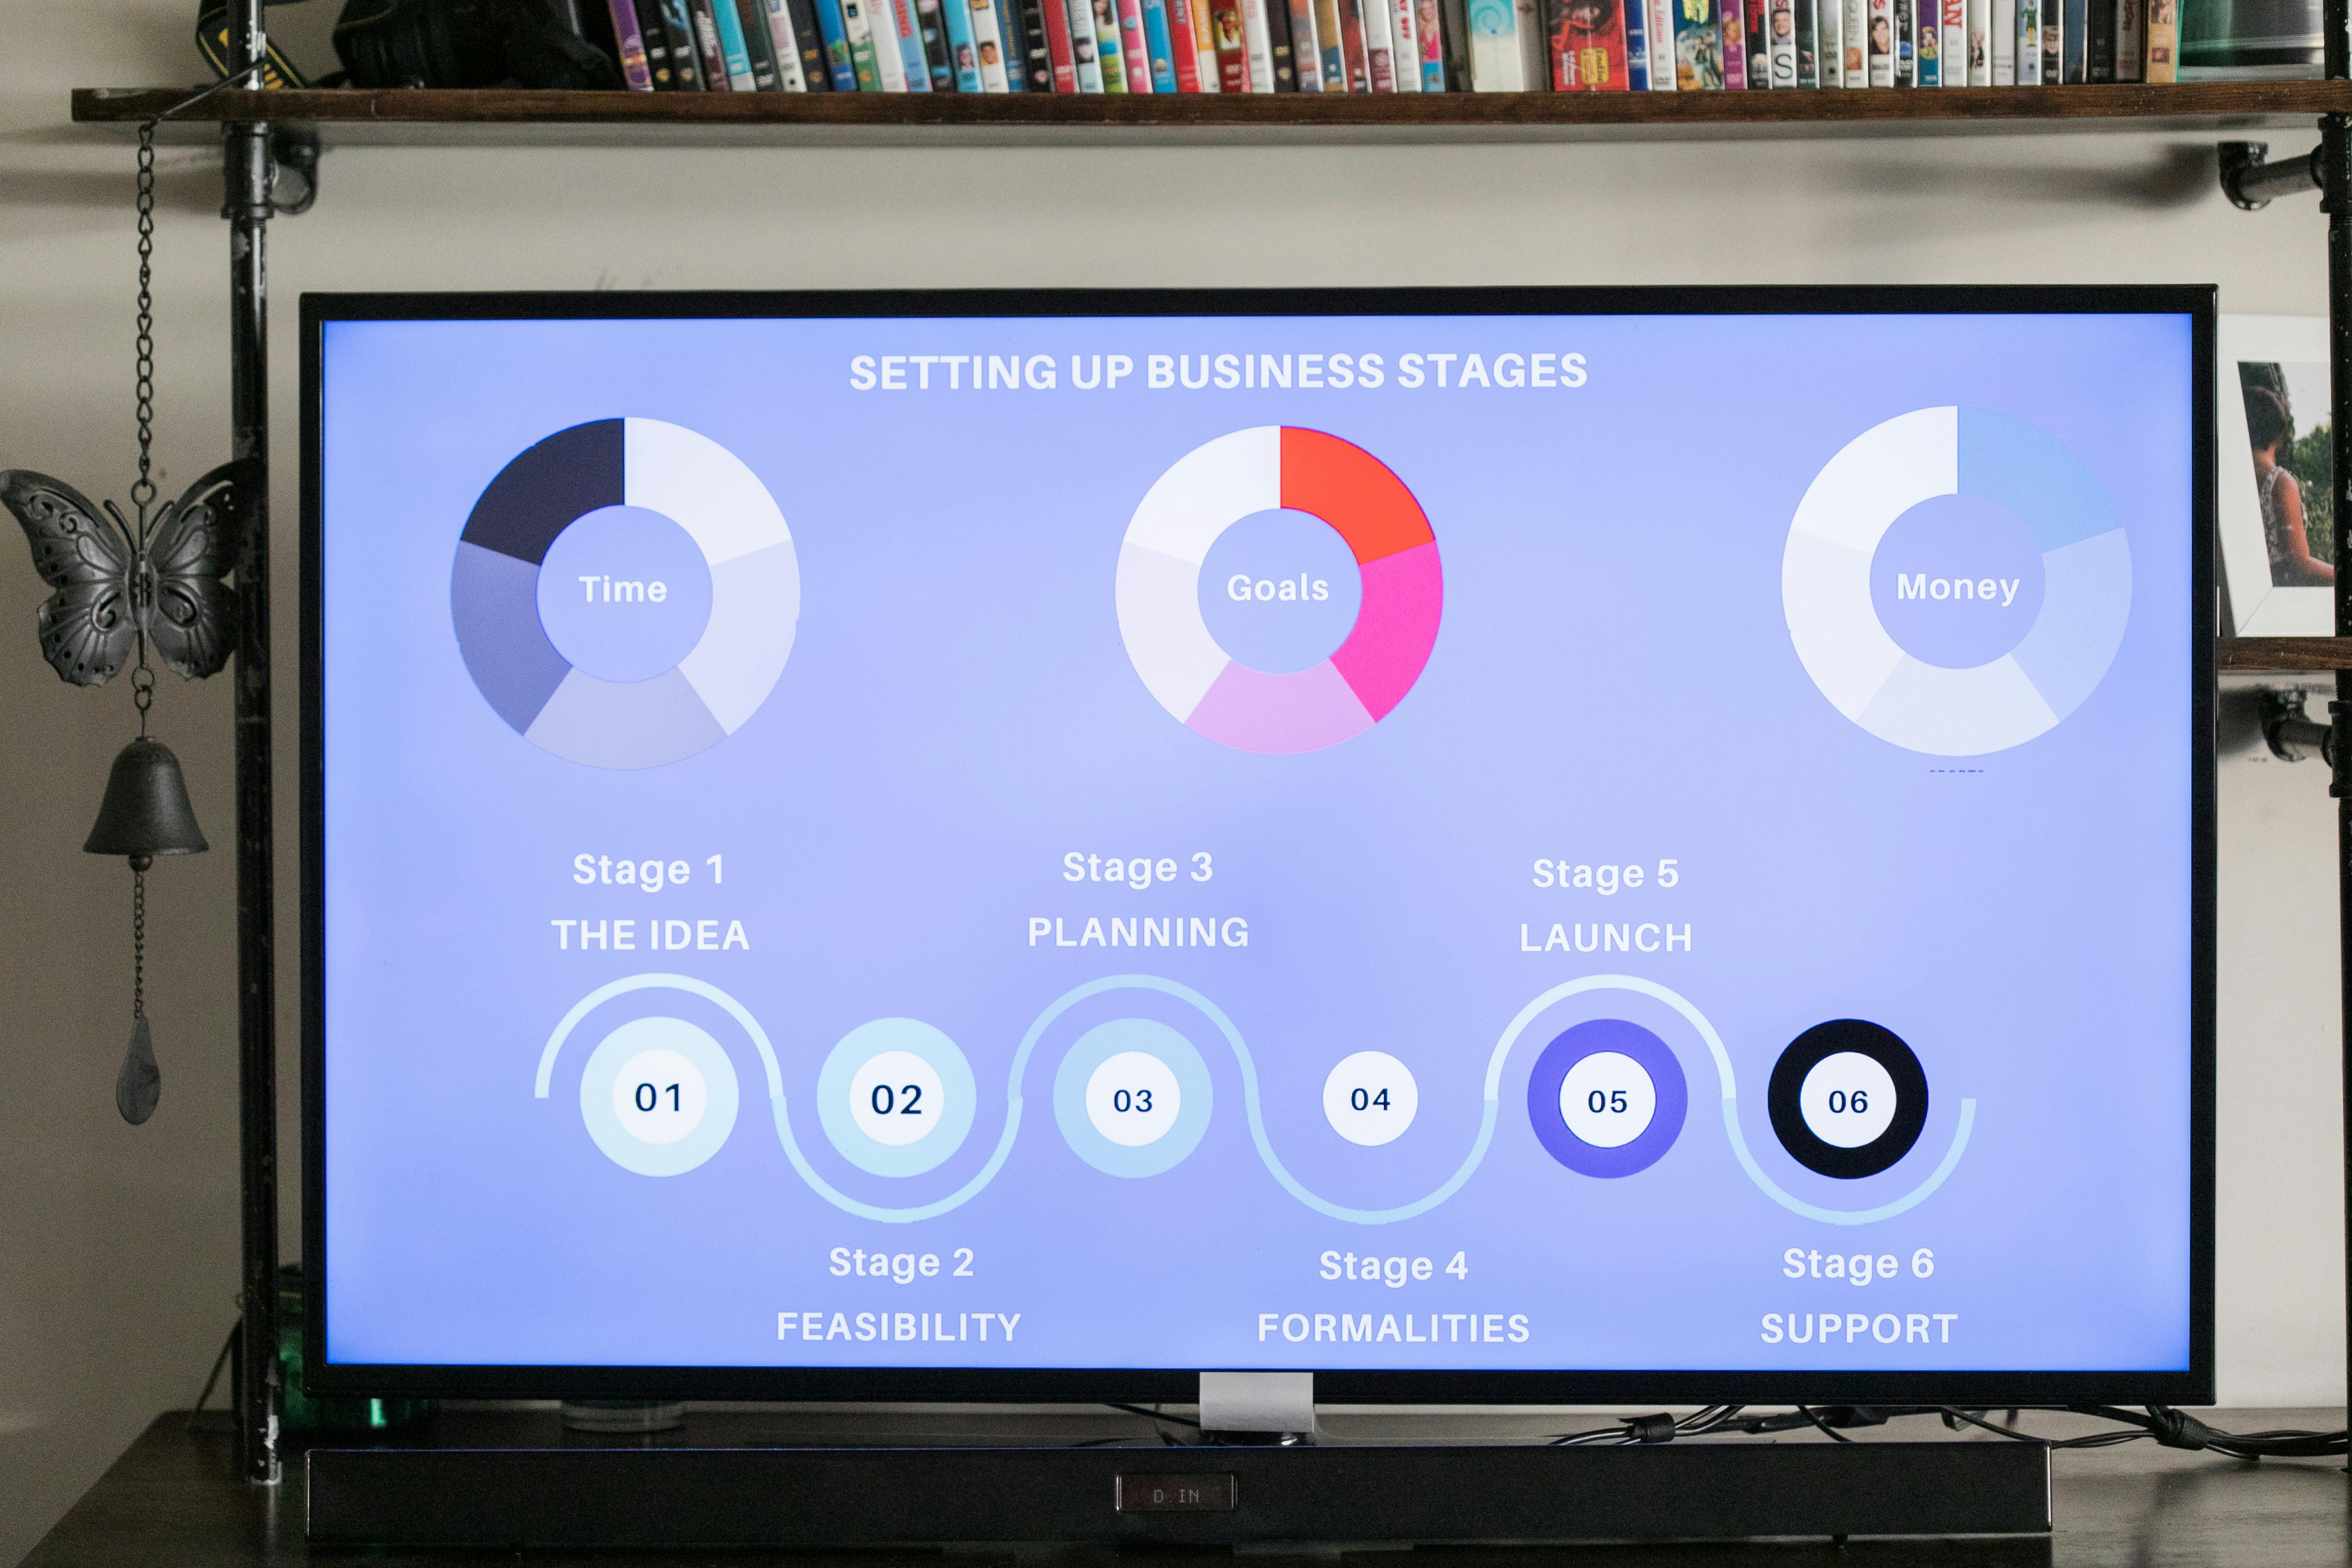 SETTING UP BUSINESS STAGES
Time
Goals
Money
Stage 1
THE IDEA
Stage 3
PLANNING
Stage 5
LAUNCH
01
02
03
04
05
06
Stage 2
FEASIBILITY
Stage 4
FORMALITIES
Stage 6
SUPPORT
D.IN